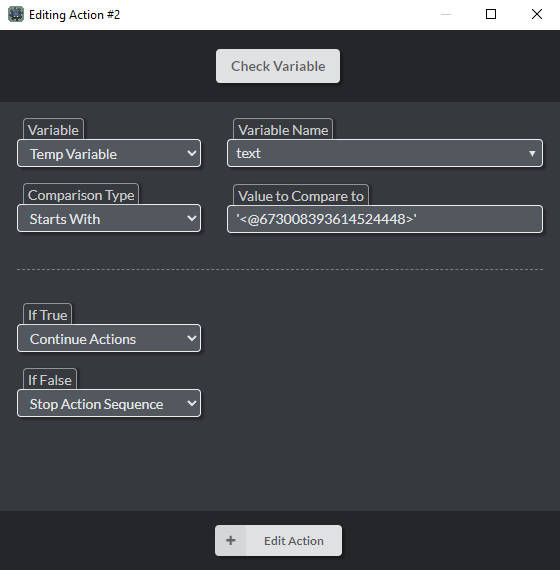 Editing Action #2
Check Variable
Variable
Variable Name
Temp Variable
text
Comparison Type
Value to Compare to
Starts With
'<@673008393614524448>'
If True
Continue Actions
If False
Stop Action Sequence
+ Edit Action